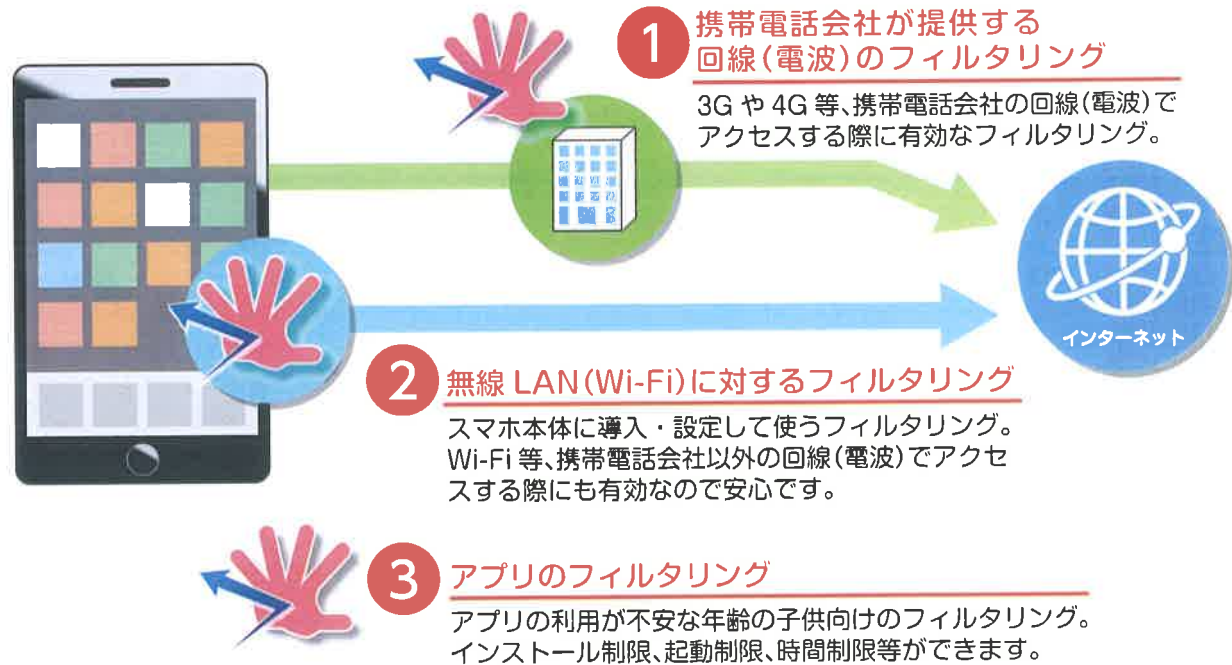 1 携帯電話会社が提供する
回線(電波)のフィルタリング
3G や 4G 等、携帯電話会社の回線(電波)で
アクセスする際に有効なフィルタリング。
インターネット
2 無線 LAN(Wi-Fi)に対するフィルタリング
スマホ本体に導入・設定して使うフィルタリング。
Wi-Fi 等、携帯電話会社以外の回線(電波)でアクセ
スする際にも有効なので安心です。
3 アプリのフィルタリング
アプリの利用が不安な年齢の子供向けのフィルタリング。
インストール制限、起動制限、時間制限等ができます。